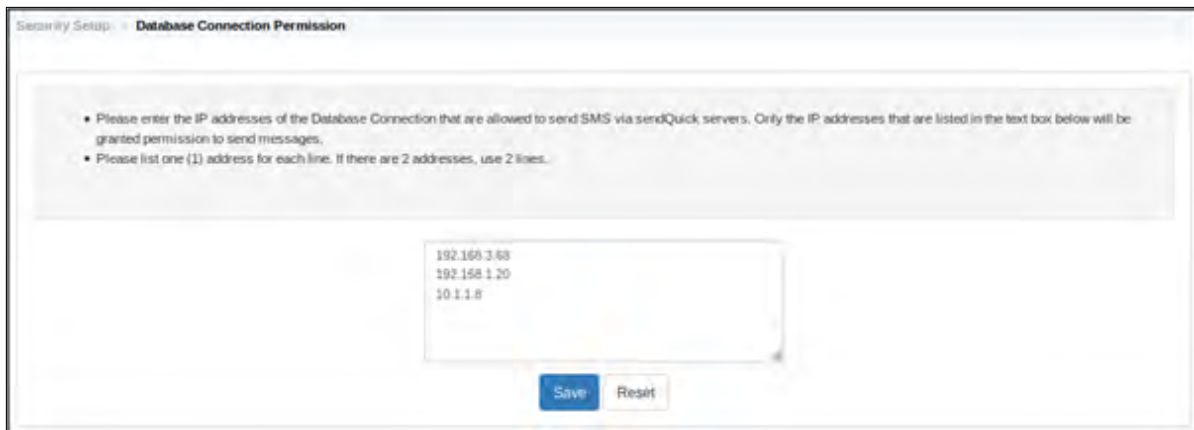 Security Setup > Database Connection Permission
• Please enter the IP addresses of the Database Connection that are allowed to send SMS via sendQuick servers. Only the IP addresses that are listed in the text box below will be
granted permission to send messages.
• Please list one (1) address for each line. If there are 2 addresses, use 2 lines.
192.168.3.68
192.168.1.20
10.1.1.8
Save Reset